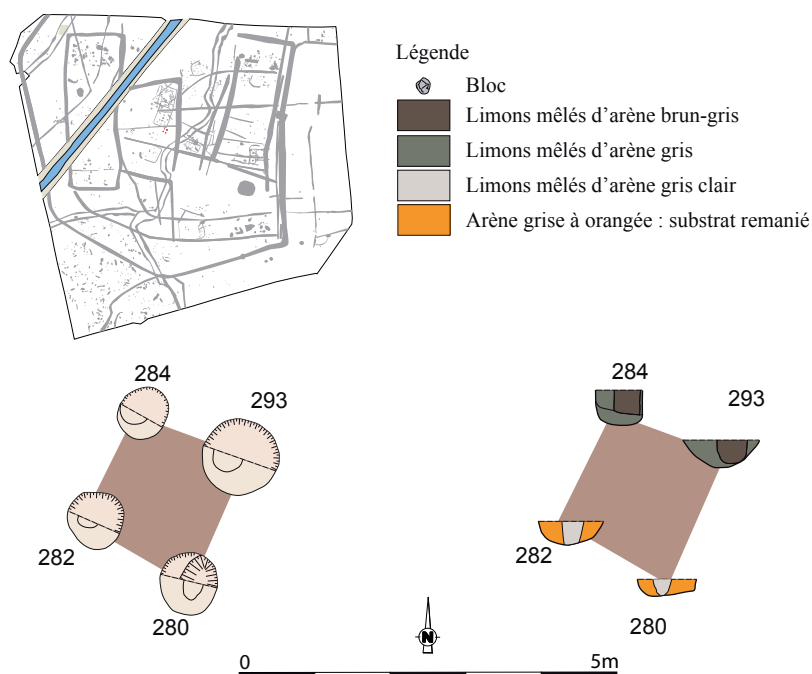 Légende
Bloc
Limons mêlés d'arène brun-gris
Limons mêlés d'arène gris
Limons mêlés d'arène gris clair
Arène grise à orangée : substrat remanié
284
293
282
280
284
293
282
280
N
0 5m